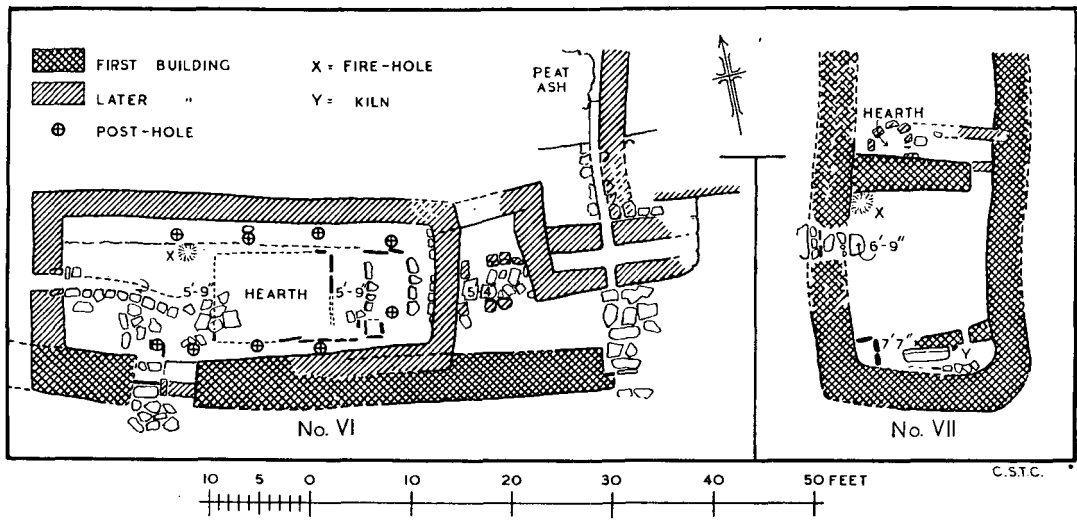 FIRST BUILDING
LATER "
POST-HOLE
X = FIRE-HOLE
Y = KILN
PEAT
ASH
X
5'-9"
HEARTH
5'-9"
5
4
No. VI
HEARTH
X
6'-9"
7'7"
Y
No. VII
C.S.T.C.
10 5 0 10 20 30 40 50 FEET